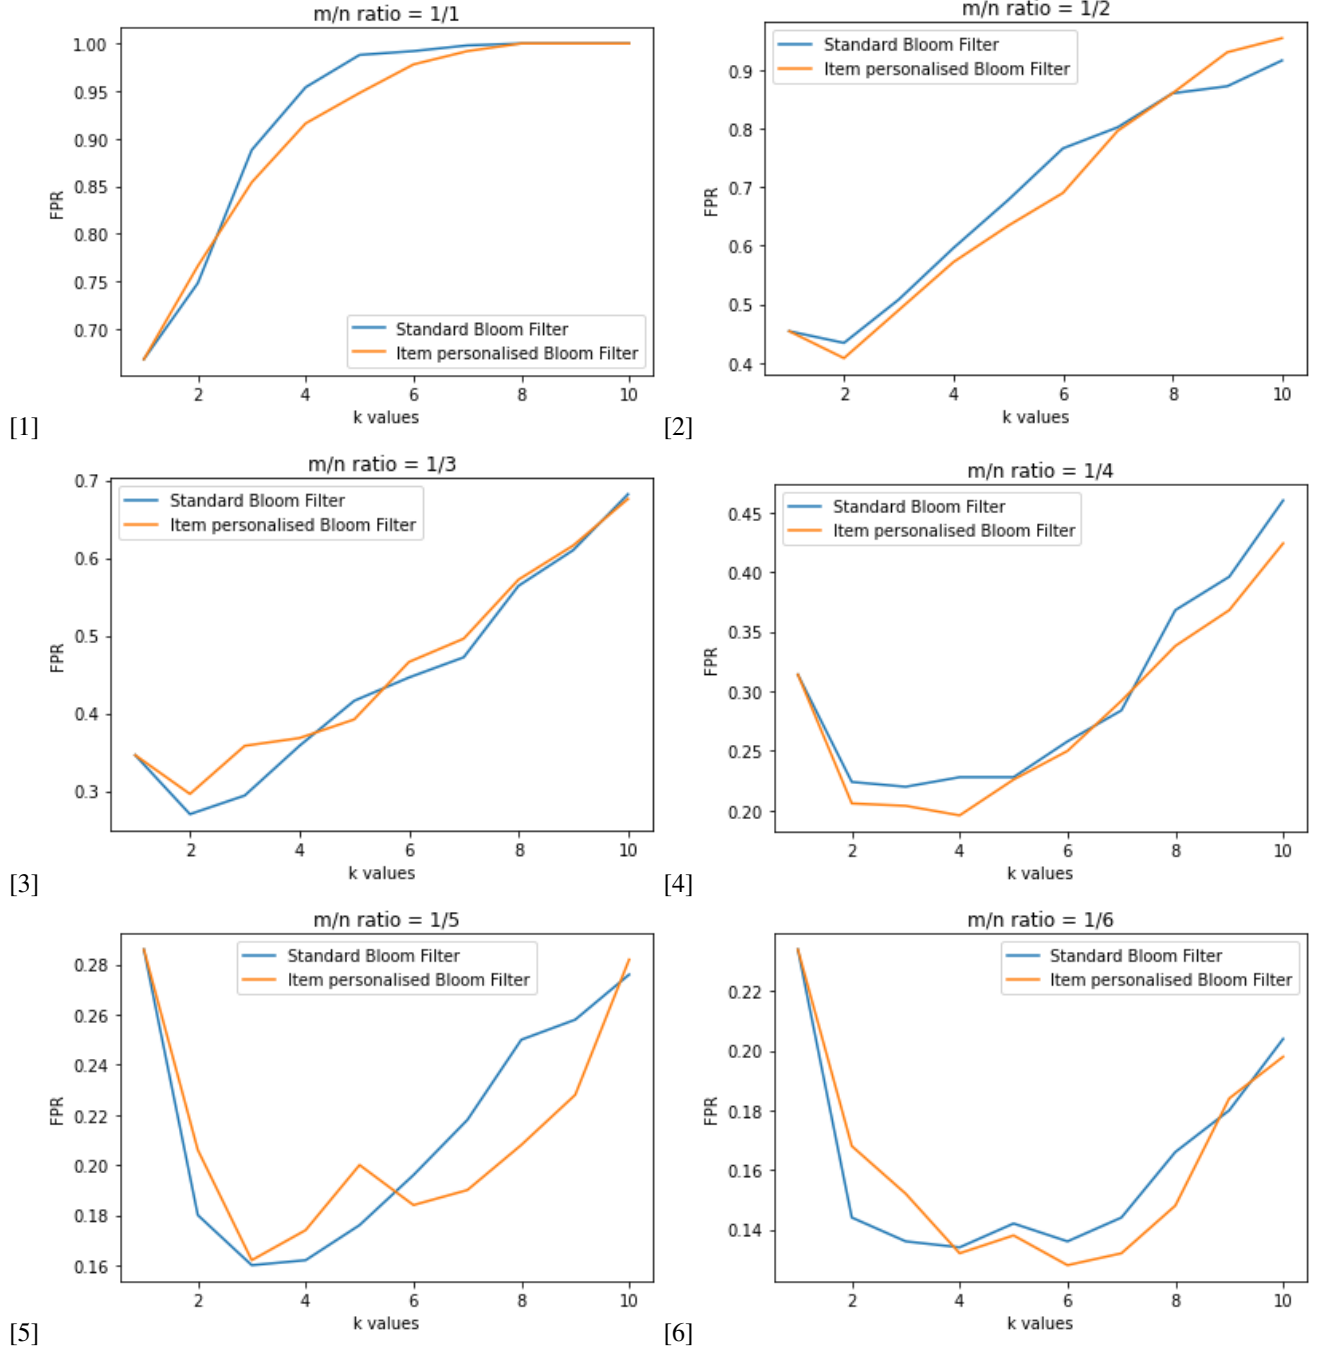 m/n ratio = 1/1
1.00
0.95
0.90
0.85
0.80
0.75
0.70
FPR
Standard Bloom Filter
Item personalised Bloom Filter
2 4 6 8 10
k values
[1]
m/n ratio = 1/2
Standard Bloom Filter
Item personalised Bloom Filter
0.9
0.8
0.7
0.6
0.5
0.4
FPR
2 4 6 8 10
k values
[2]
m/n ratio = 1/3
Standard Bloom Filter
Item personalised Bloom Filter
0.7
0.6
0.5
0.4
0.3
FPR
2 4 6 8 10
k values
[3]
m/n ratio = 1/4
Standard Bloom Filter
Item personalised Bloom Filter
0.45
0.40
0.35
0.30
0.25
0.20
FPR
2 4 6 8 10
k values
[4]
m/n ratio = 1/5
Standard Bloom Filter
Item personalised Bloom Filter
0.28
0.26
0.24
0.22
0.20
0.18
0.16
FPR
2 4 6 8 10
k values
[5]
m/n ratio = 1/6
Standard Bloom Filter
Item personalised Bloom Filter
0.22
0.20
0.18
0.16
0.14
FPR
2 4 6 8 10
k values
[6]